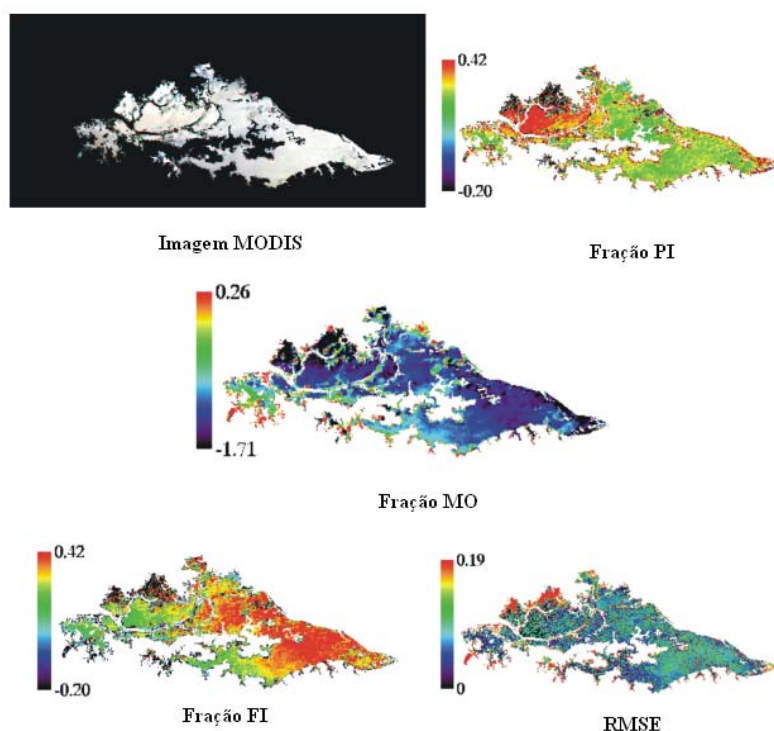 0.42
-0.20
Imagem MODIS
Fração PI
0.26
-1.71
Fração MO
0.42
-0.20
Fração FI
0.19
0
RMSE